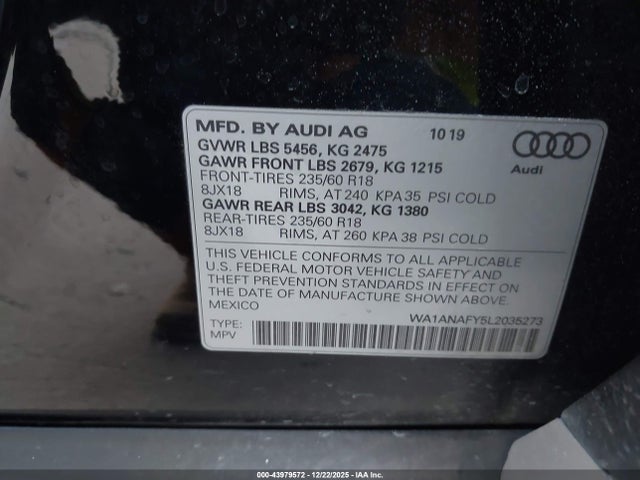 MFD. BY AUDI AG 10 19
GVWR LBS 5456, KG 2475
GAWR FRONT LBS 2679, KG 1215
FRONT-TIRES 235/60 R18
8JX18 RIMS, AT 240 KPA 35 PSI COLD
GAWR REAR LBS 3042, KG 1380
REAR-TIRES 235/60 R18
8JX18 RIMS, AT 260 KPA 38 PSI COLD
Audi
THIS VEHICLE CONFORMS TO ALL APPLICABLE
U.S. FEDERAL MOTOR VEHICLE SAFETY AND
THEFT PREVENTION STANDARDS IN EFFECT ON
THE DATE OF MANUFACTURE SHOWN ABOVE.
MEXICO
WA1ANAFY5L2035273
TYPE:
MPV
000-43979572 - 12/22/2025 - IAA Inc.